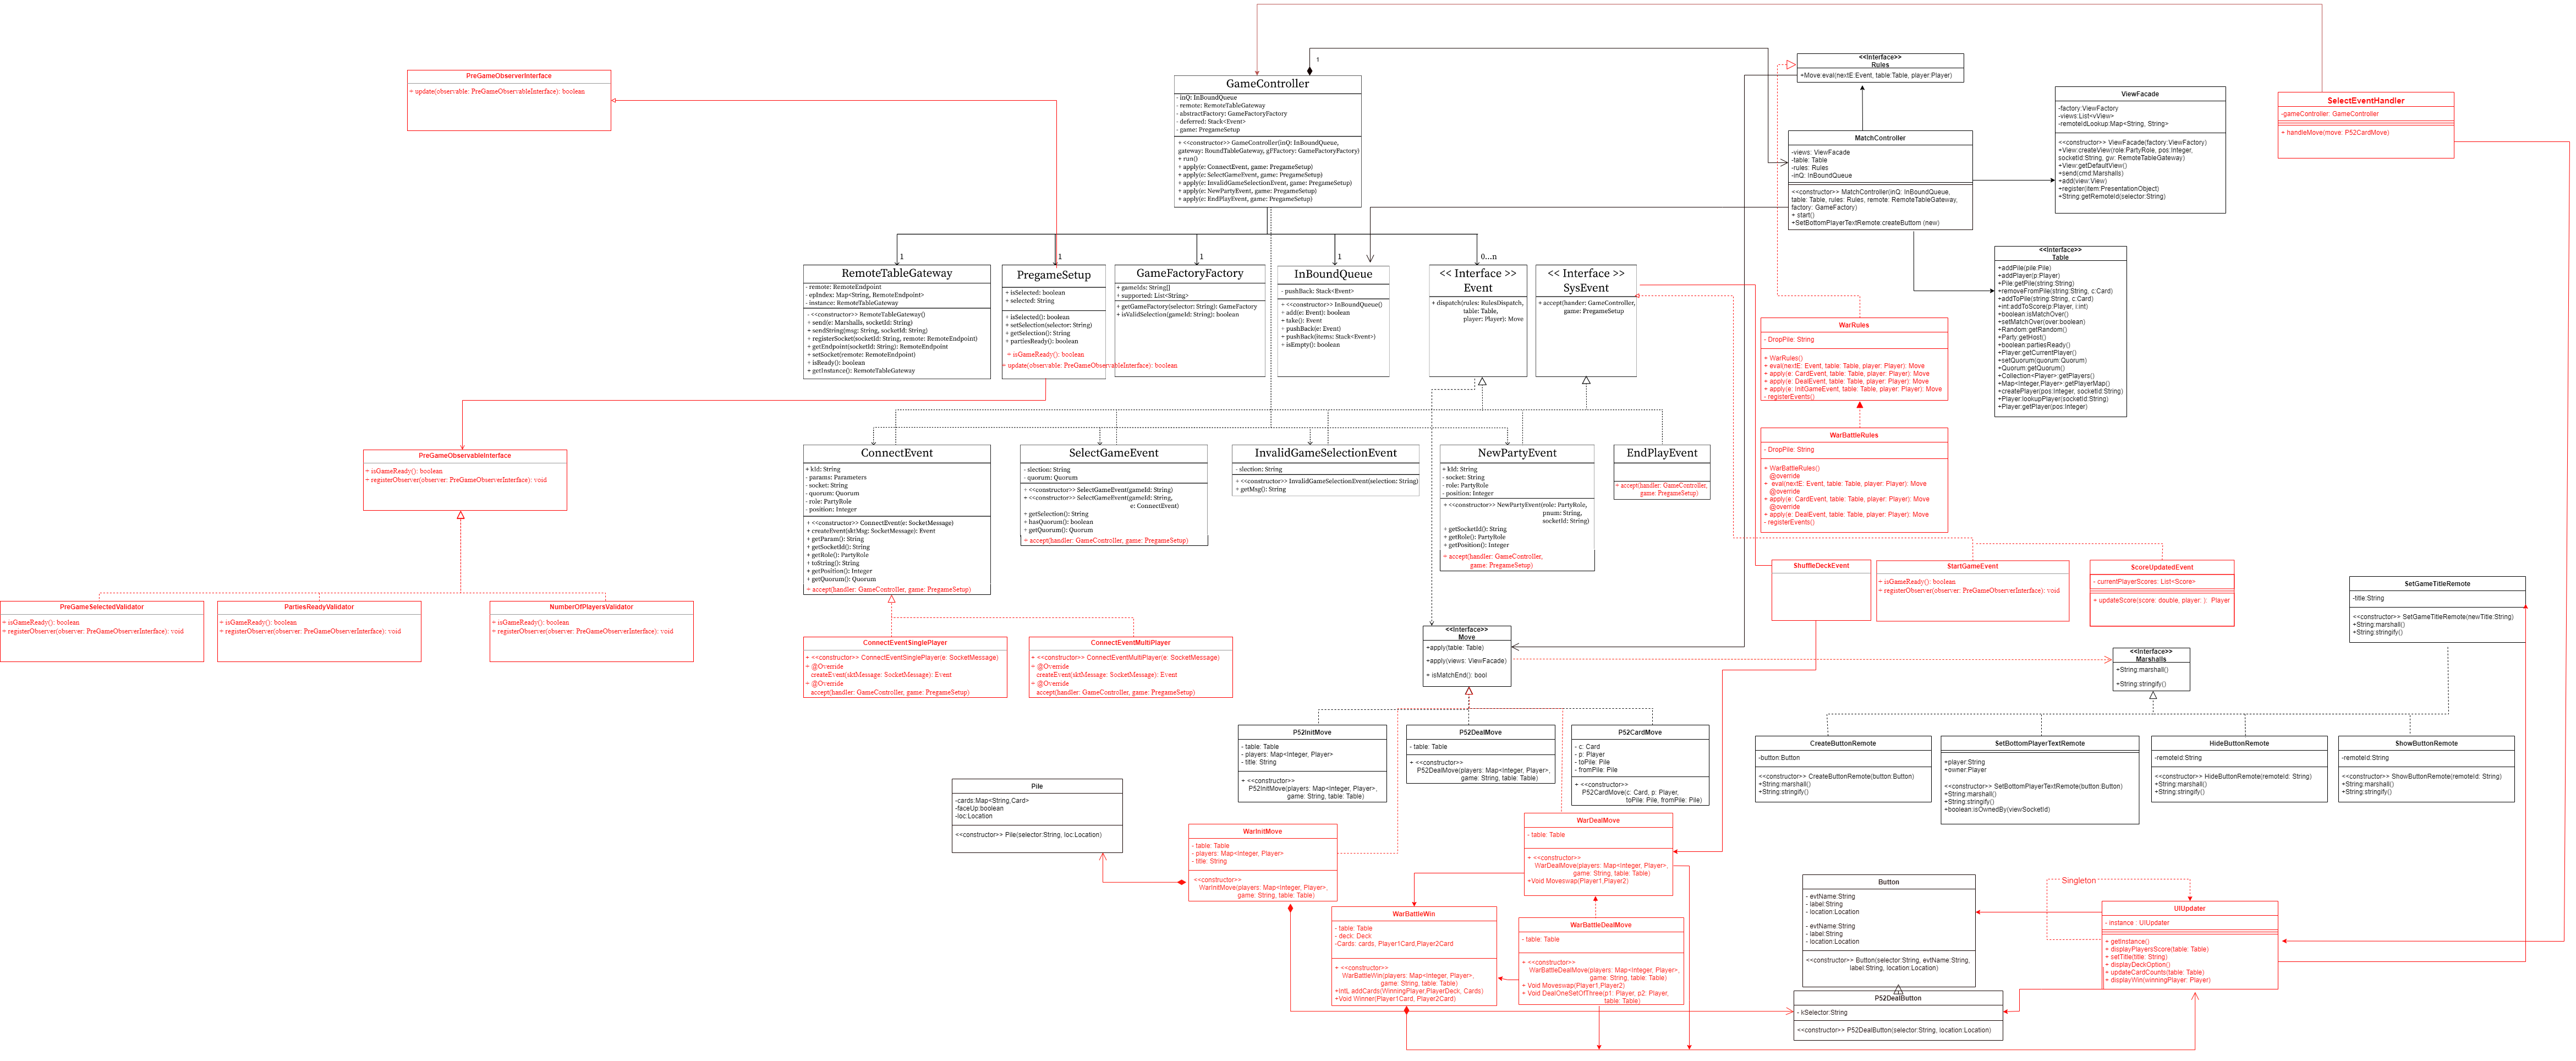 PreGameObserverInterface
+ update(observable: PreGameObservableInterface): boolean
GameController
- inQ: InBoundQueue
- remote: RemoteTableGateway
- abstractFactory: GameFactoryFactory
- deferred: Stack<Event>
- game: PregameSetup
+ <<constructor>> GameController(inQ: InBoundQueue,
gateway: RoundTableGateway, gFFactory: GameFactoryFactory)
+ run()
+ apply(e: ConnectEvent, game: PregameSetup)
+ apply(e: SelectGameEvent, game: PregameSetup)
+ apply(e: InvalidGameSelectionEvent, game: PregameSetup)
+ apply(e: NewPartyEvent, game: PregameSetup)
+ apply(e: EndPlayEvent, game: PregameSetup)
1
<<Interface>>
Rules
+Move:eval(nextE:Event, table:Table, player:Player)
MatchController
-views: ViewFacade
-table: Table
-rules: Rules
-inQ: InBoundQueue
<<constructor>> MatchController(inQ: InBoundQueue,
table: Table, rules: Rules, remote: RemoteTableGateway,
factory: GameFactory)
+ start()
+SetBottomPlayerTextRemote:createButtom (new)
ViewFacade
-factory:ViewFactory
-views:List<vView>
-remoteIdLookup:Map<String, String>
<<constructor>> ViewFacade(factory:ViewFactory)
+View:createView(role:PartyRole, pos:Integer,
socketId:String, gw: RemoteTableGateway)
+View:getDefaultView()
+send(cmd:Marshalls)
+add(view:View)
+register(item:PresentationObject)
+String:getRemoteId(selector:String)
SelectEventHandler
-gameController: GameController
+ handleMove(move: P52CardMove)
1
1
1
1
0...n
RemoteTableGateway
- remote: RemoteEndpoint
- epIndex: Map<String, RemoteEndpoint>
- instance: RemoteTableGateway
- <<constructor>> RemoteTableGateway()
+ send(e: Marshalls, socketId: String)
+ sendString(msg: String, socketId: String)
+ registerSocket(socketId: String, remote: RemoteEndpoint)
+ getEndpoint(socketId: String): RemoteEndpoint
+ setSocket(remote: RemoteEndpoint)
+ isReady(): boolean
+ getInstance(): RemoteTableGateway
PregameSetup
+ isSelected: boolean
+ selected: String
+ isSelected(): boolean
+ setSelection(selector: String)
+ getSelection(): String
+ partiesReady(): boolean
+ isGameReady(): boolean
+ update(observable: PreGameObservableInterface): boolean
GameFactoryFactory
+ gameIds: String[]
+ supported: List<String>
+ getGameFactory(selector: String): GameFactory
+ isValidSelection(gameId: String): boolean
InBoundQueue
- pushBack: Stack<Event>
+ <<constructor>> InBoundQueue()
+ add(e: Event): boolean
+ take(): Event
+ pushBack(e: Event)
+ pushBack(items: Stack<Event>)
+ isEmpty(): boolean
<< Interface >>
Event
+ dispatch(rules: RulesDispatch,
table: Table,
player: Player): Move
<< Interface >>
SysEvent
+ accept(hander: GameController,
game: PregameSetup
<<Interface>>
Table
+addPile(pile:Pile)
+addPlayer(p:Player)
+Pile:getPile(string:String)
+removeFromPile(string:String, c:Card)
+addToPile(string:String, c:Card)
+int:addToScore(p:Player, i:int)
+boolean:isMatchOver()
+setMatchOver(over:boolean)
+Random:getRandom()
+Party:getHost()
+boolean:partiesReady()
+Player:getCurrentPlayer()
+setQuorum(quorum:Quorum)
+Quorum:getQuorum()
+Collection<Player>:getPlayers()
+Map<Integer,Player>:getPlayerMap()
+createPlayer(pos:Integer, socketId:String)
+Player:lookupPlayer(socketId:String)
+Player:getPlayer(pos:Integer)
WarRules
- DropPile: String
+ WarRules()
+ eval(nextE: Event, table: Table, player: Player): Move
+ apply(e: CardEvent, table: Table, player: Player): Move
+ apply(e: DealEvent, table: Table, player: Player): Move
+ apply(e: InitGameEvent, table: Table, player: Player): Move
- registerEvents()
WarBattleRules
- DropPile: String
+ WarBattleRules()
@override
+ eval(nextE: Event, table: Table, player: Player): Move
@override
+ apply(e: CardEvent, table: Table, player: Player): Move
@override
+ apply(e: DealEvent, table: Table, player: Player): Move
- registerEvents()
PreGameObservableInterface
+ isGameReady(): boolean
+ registerObserver(observer: PreGameObserverInterface): void
ConnectEvent
+ kId: String
- params: Parameters
- socket: String
- quorum: Quorum
- role: PartyRole
- position: Integer
+ <<constructor>> ConnectEvent(e: SocketMessage)
+ createEvent(sktMsg: SocketMessage): Event
+ getParam(): String
+ getSocketId(): String
+ getRole(): PartyRole
+ toString(): String
+ getPosition(): Integer
+ getQuorum(): Quorum
+ accept(handler: GameController, game: PregameSetup)
SelectGameEvent
- slection: String
- quorum: Quorum
+ <<constructor>> SelectGameEvent(gameId: String)
+ <<constructor>> SelectGameEvent(gameId: String,
e: ConnectEvent)
+ getSelection(): String
+ hasQuorum(): boolean
+ getQuorum(): Quorum
+ accept(handler: GameController, game: PregameSetup)
InvalidGameSelectionEvent
- slection: String
+ <<constructor>> InvalidGameSelectionEvent(selection: String)
+ getMsg(): String
NewPartyEvent
+ kId: String
- socket: String
- role: PartyRole
- position: Integer
+ <<constructor>> NewPartyEvent(role: PartyRole,
pnum: String,
socketId: String)
+ getSocketId(): String
+ getRole(): PartyRole
+ getPosition(): Integer
+ accept(handler: GameController,
game: PregameSetup)
EndPlayEvent
+ accept(handler: GameController,
game: PregameSetup)
ShuffleDeckEvent
StartGameEvent
+ isGameReady(): boolean
+ registerObserver(observer: PreGameObserverInterface): void
ScoreUpdatedEvent
- currentPlayerScores: List<Score>
+ updateScore(score: double, player: ): Player
SetGameTitleRemote
-title:String
<<constructor>> SetGameTitleRemote(newTitle:String)
+String:marshall()
+String:stringify()
PreGameSelectedValidator
+ isGameReady(): boolean
+ registerObserver(observer: PreGameObserverInterface): void
PartiesReadyValidator
+ isGameReady(): boolean
+ registerObserver(observer: PreGameObserverInterface): void
NumberOfPlayersValidator
+ isGameReady(): boolean
+ registerObserver(observer: PreGameObserverInterface): void
ConnectEventSinglePlayer
+ <<constructor>> ConnectEventSinglePlayer(e: SocketMessage)
+ @Override
createEvent(sktMessage: SocketMessage): Event
+ @Override
accept(handler: GameController, game: PregameSetup)
ConnectEventMultiPlayer
+ <<constructor>> ConnectEventMultiPlayer(e: SocketMessage)
+ @Override
createEvent(sktMessage: SocketMessage): Event
+ @Override
accept(handler: GameController, game: PregameSetup)
<<Interface>>
Move
+apply(table: Table)
+apply(views: ViewFacade)
+ isMatchEnd(): bool
<<Interface>>
Marshalls
+String:marshall()
+String:stringify()
P52InitMove
- table: Table
- players: Map<Integer, Player>
- title: String
+ <<constructor>>
P52InitMove(players: Map<Integer, Player>,
game: String, table: Table)
P52DealMove
- table: Table
+ <<constructor>>
P52DealMove(players: Map<Integer, Player>,
game: String, table: Table)
P52CardMove
- c: Card
- p: Player
- toPile: Pile
- fromPile: Pile
+ <<constructor>>
P52CardMove(c: Card, p: Player,
toPile: Pile, fromPile: Pile)
CreateButtonRemote
-button:Button
<<constructor>> CreateButtonRemote(button:Button)
+String:marshall()
+String:stringify()
SetBottomPlayerTextRemote
+player:String
+owner:Player
<<constructor>> SetBottomPlayerTextRemote(button:Button)
+String:marshall()
+String:stringify()
+boolean:isOwnedBy(viewSocketId)
HideButtonRemote
-remoteId:String
<<constructor>> HideButtonRemote(remoteId: String)
+String:marshall()
+String:stringify()
ShowButtonRemote
-remoteId:String
<<constructor>> ShowButtonRemote(remoteId: String)
+String:marshall()
+String:stringify()
Pile
-cards:Map<String,Card>
-faceUp:boolean
-loc:Location
<<constructor>> Pile(selector:String, loc:Location)
WarInitMove
- table: Table
- players: Map<Integer, Player>
- title: String
<<constructor>>
WarInitMove(players: Map<Integer, Player>,
game: String, table: Table)
WarDealMove
- table: Table
+ <<constructor>>
WarDealMove(players: Map<Integer, Player>,
game: String, table: Table)
+Void Moveswap(Player1,Player2)
WarBattleWin
- table: Table
- deck: Deck
-Cards: cards, Player1Card,Player2Card
+ <<constructor>>
WarBattleWin(players: Map<Integer, Player>,
game: String, table: Table)
+intL addCards(WinningPlayer,PlayerDeck, Cards)
+Void Winner(Player1Card, Player2Card)
WarBattleDealMove
- table: Table
+ <<constructor>>
WarBattleDealMove(players: Map<Integer, Player>,
game: String, table: Table)
+ Void Moveswap(Player1,Player2)
+ Void DealOneSetOfThree(p1: Player, p2: Player,
table: Table)
Button
- evtName:String
- label:String
- location:Location
- evtName:String
- label:String
- location:Location
<<constructor>> Button(selector:String, evtName:String,
label:String, location:Location)
P52DealButton
- kSelector:String
<<constructor>> P52DealButton(selector:String, location:Location)
Singleton
UIUpdater
- instance : UIUpdater
+ getInstance()
+ displayPlayersScore(table: Table)
+ setTitle(title: String)
+ displayDeckOption()
+ updateCardCounts(table: Table)
+ displayWin(winningPlayer: Player)